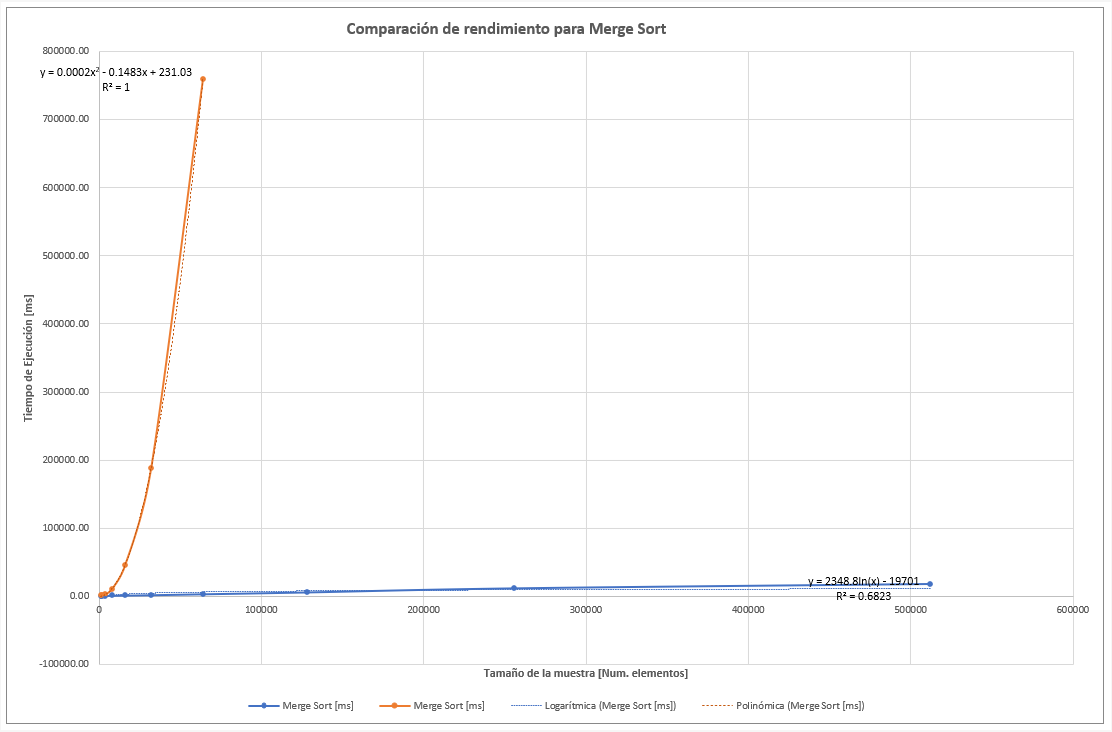 Comparación de rendimiento para Merge Sort
800000.00
y = 0.0002x² - 0.1483x + 231.03
R² = 1
700000.00
600000.00
500000.00
400000.00
300000.00
200000.00
100000.00
0.00
-100000.00
Tiempo de Ejecución [ms]
y = 2348.8ln(x) - 19701
R² = 0.6823
0 100000 200000 300000 400000 500000 600000
Tamaño de la muestra [Num. elementos]
Merge Sort [ms] Merge Sort [ms] Logarítmica (Merge Sort [ms]) Polinómica (Merge Sort [ms])